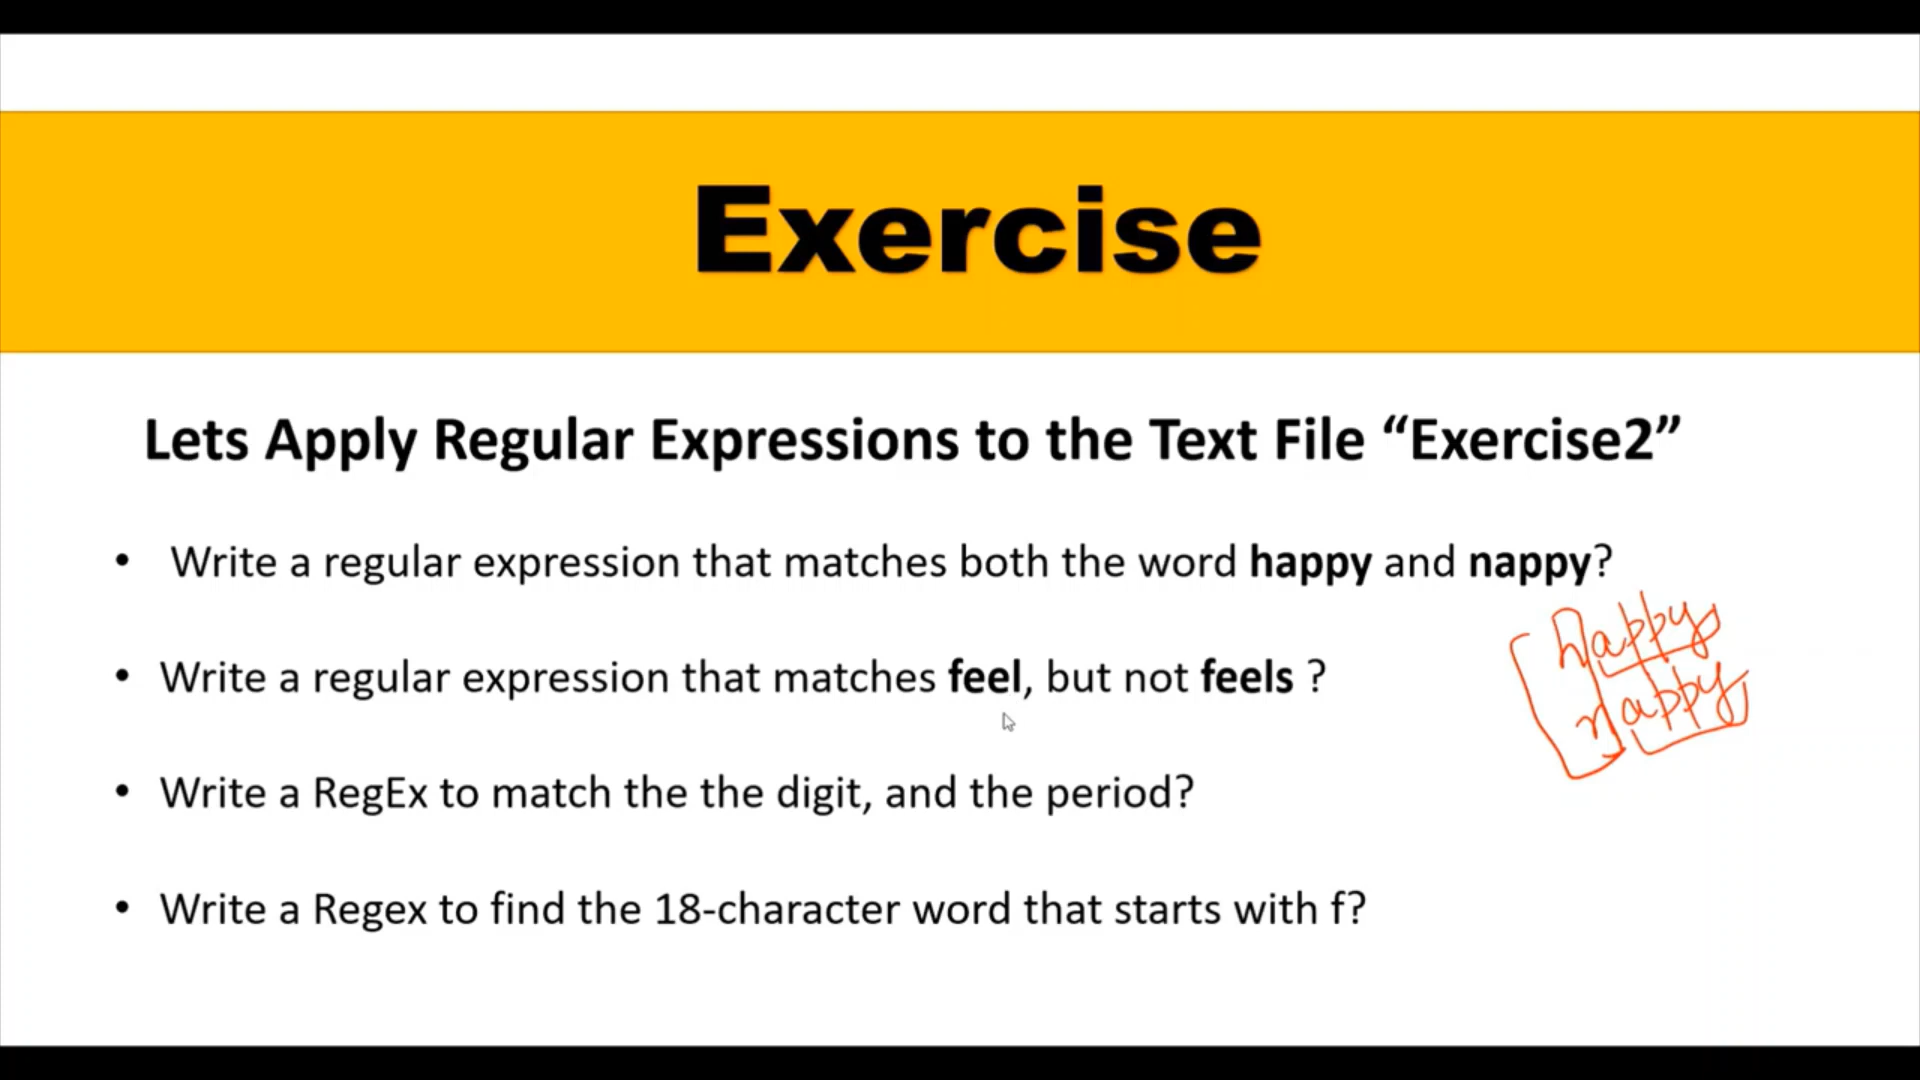 Exercise
Lets Apply Regular Expressions to the Text File “Exercise2”
• Write a regular expression that matches both the word happy and nappy?
happy
nappy
• Write a regular expression that matches feel, but not feels ?
• Write a RegEx to match the the digit, and the period?
• Write a Regex to find the 18-character word that starts with f?